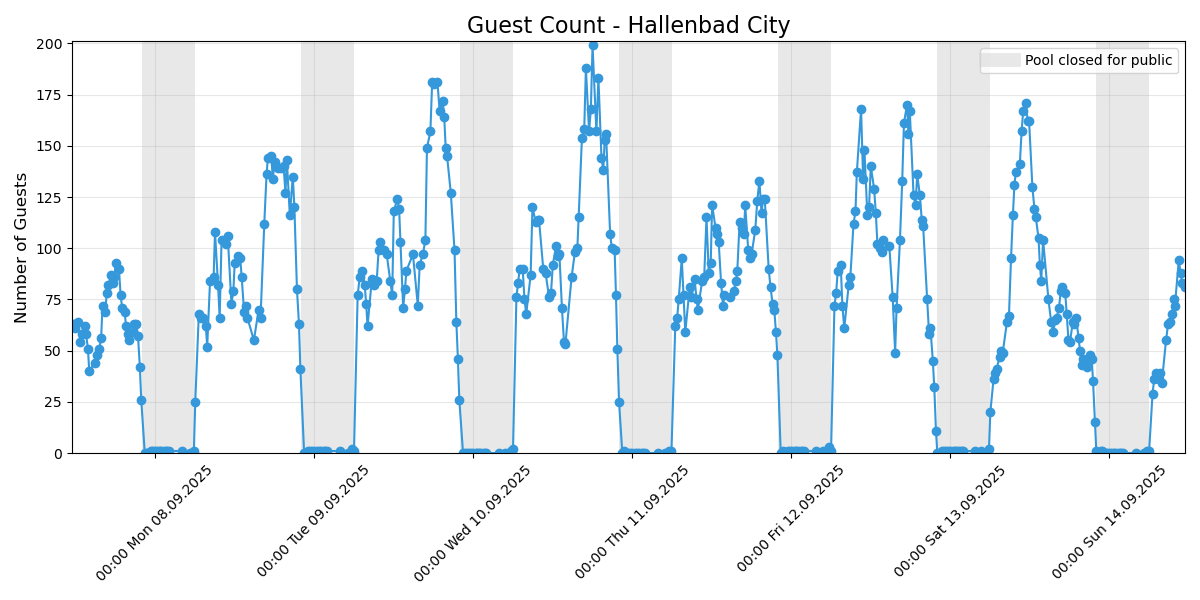 Guest Count - Hallenbad City
Pool closed for public
Number of Guests
200
175
150
125
100
75
50
25
0
00:00 Mon 08.09.2025
00:00 Tue 09.09.2025
00:00 Wed 10.09.2025
00:00 Thu 11.09.2025
00:00 Fri 12.09.2025
00:00 Sat 13.09.2025
00:00 Sun 14.09.2025